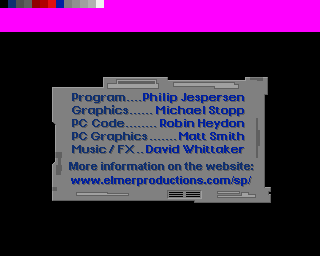 Program....Philip Jespersen
Graphics......Michael Stopp
PC Code........Robin Heydon
PC Graphics.......Matt Smith
Music / FX..David Whittaker
More information on the website:
www.elmerproductions.com/sp/